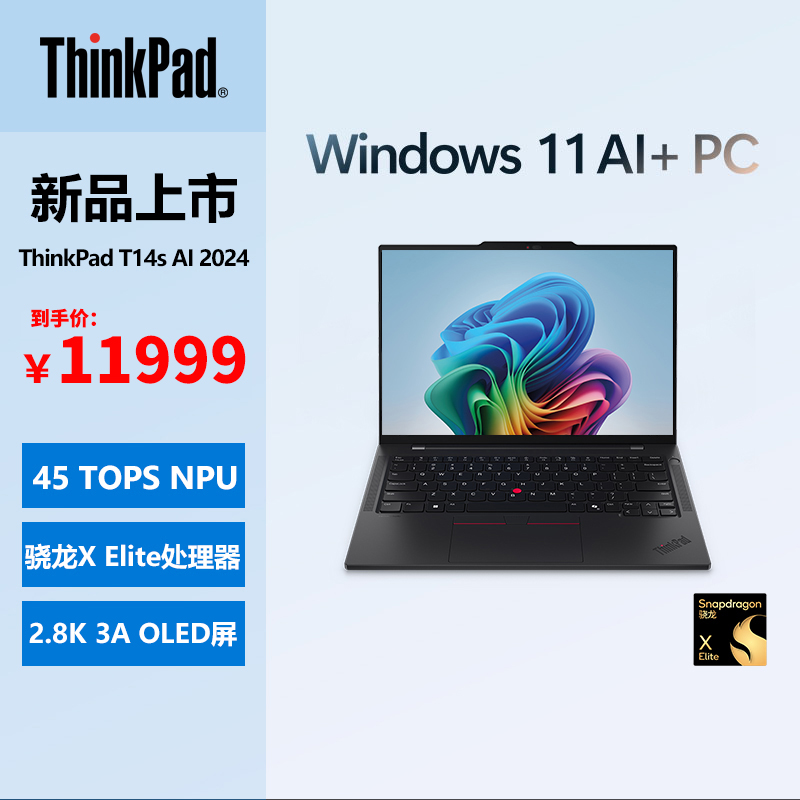 ThinkPad®
新品上市
ThinkPad T14s AI 2024
到手价:
¥11999
45 TOPS NPU
骁龙X Elite处理器
2.8K 3A OLED屏
Windows 11 AI+ PC
ThinkPad
Snapdragon
骁龙
X
Elite